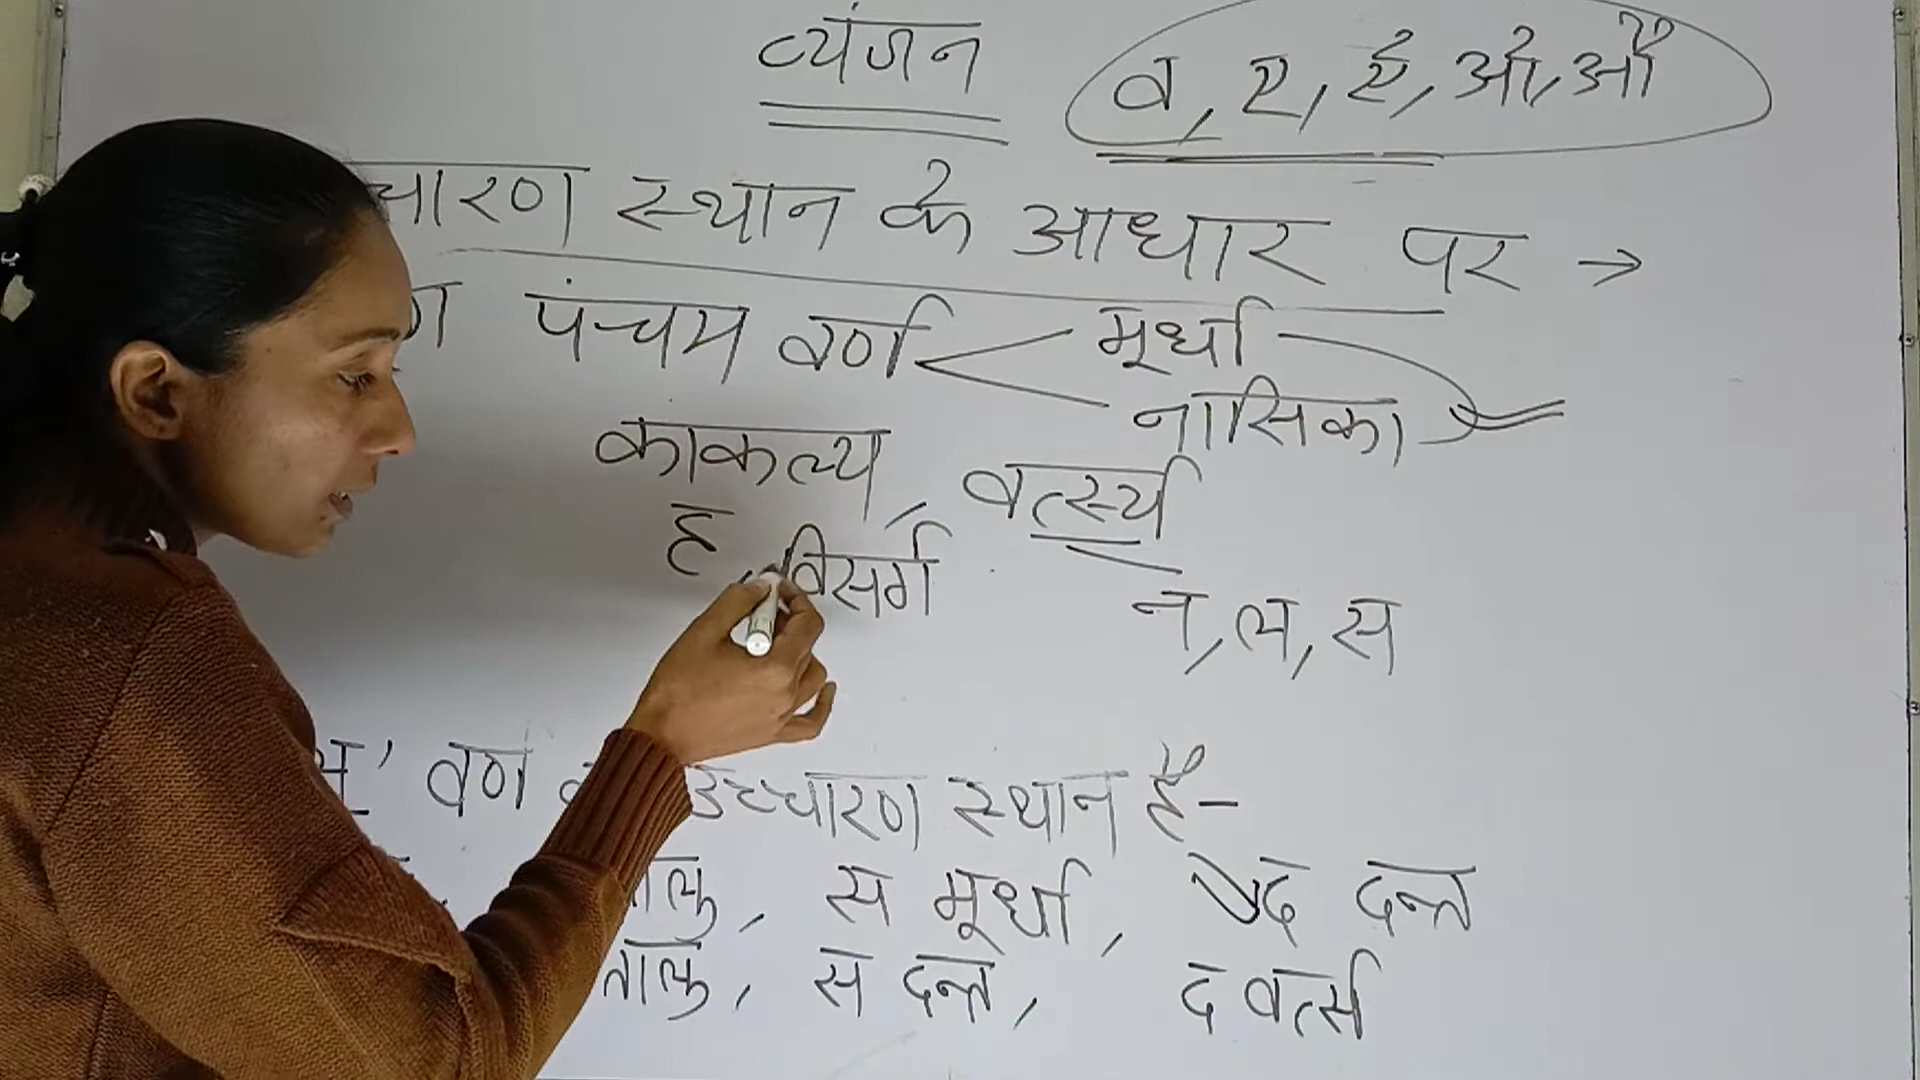 व्यंजन व, ए, ऐ, ओ, औ
चारण स्थान के आधार पर →
पंचम वर्ण मूर्धा
नासिका
काकल्य, वर्त्स्य
ह, विसर्ग
न, ल, स
वर्ण उच्चारण स्थान है-
स मूर्धा, द दन्त
तालु, स दन्त, द वर्त्स